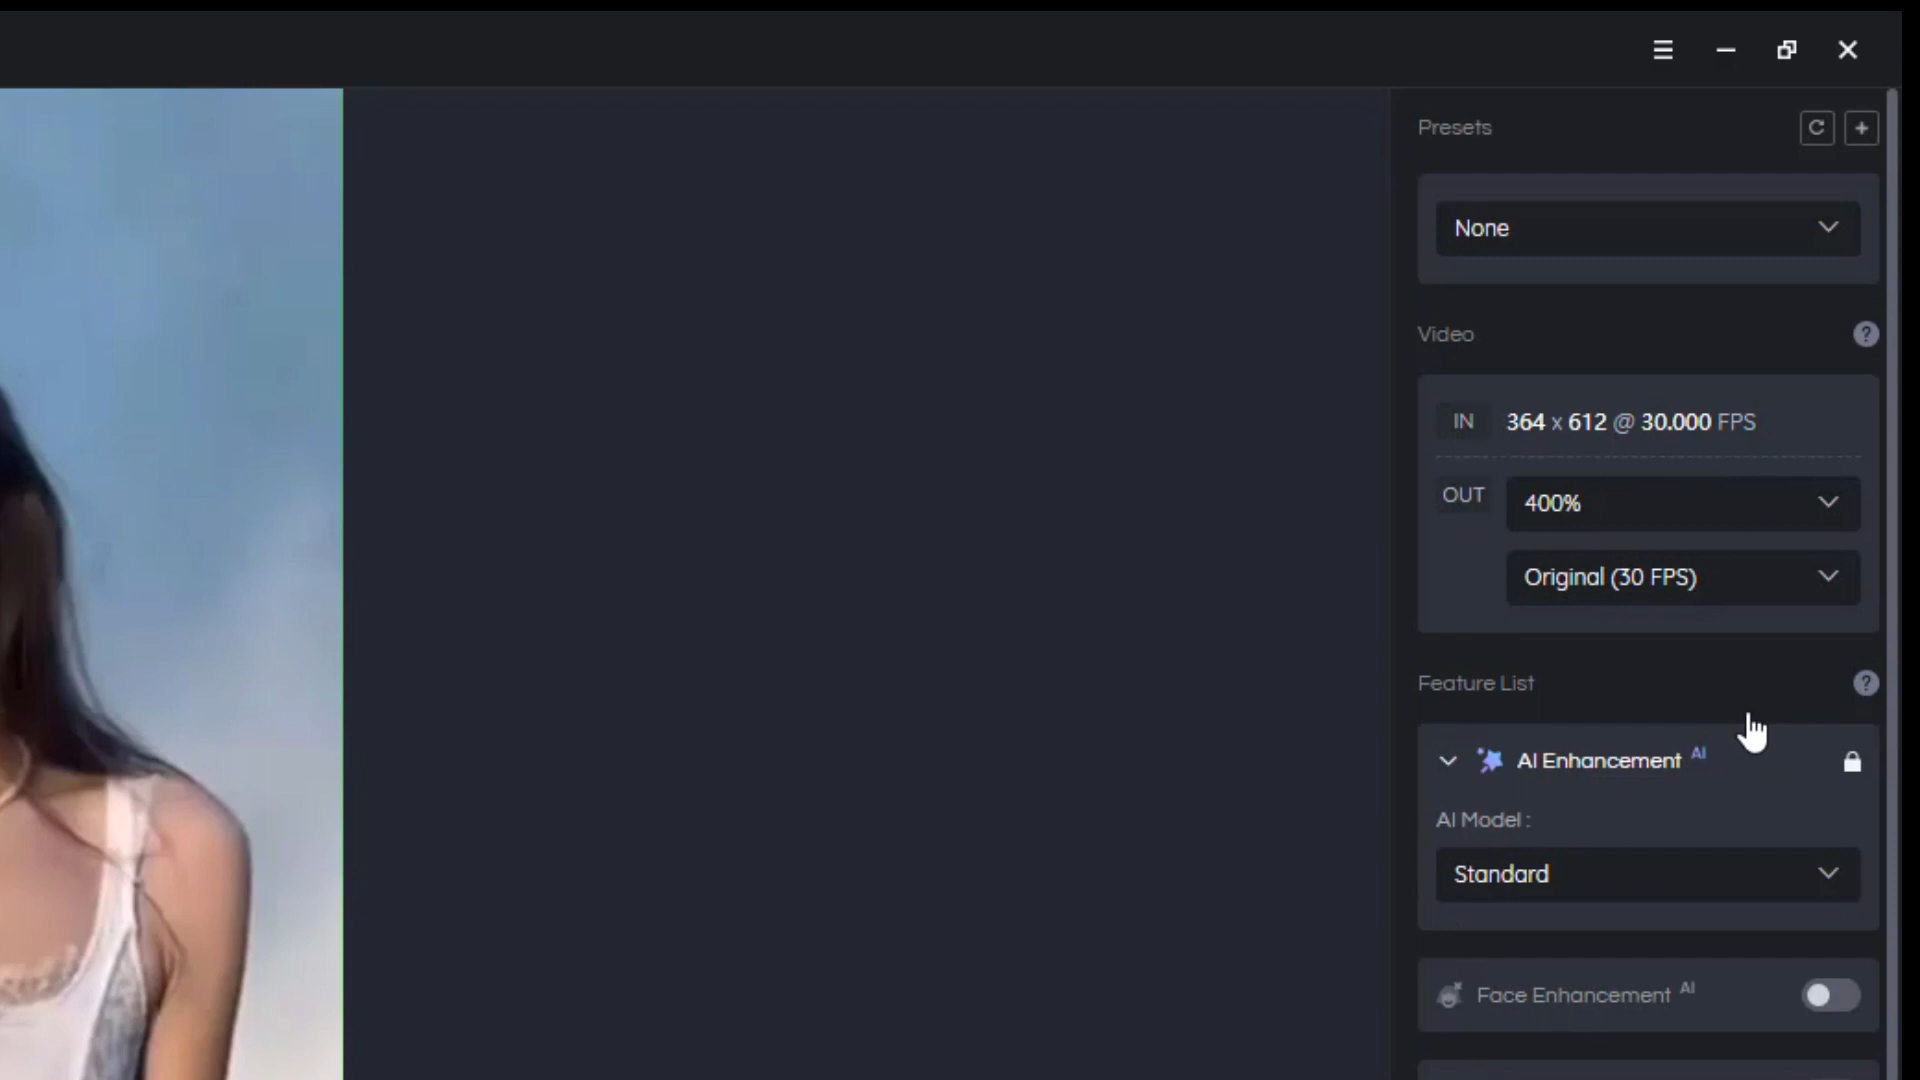 Presets
None
Video
IN 364 x 612 @ 30.000 FPS
OUT 400%
Original (30 FPS)
Feature List
AI Enhancement AI
AI Model :
Standard
Face Enhancement AI